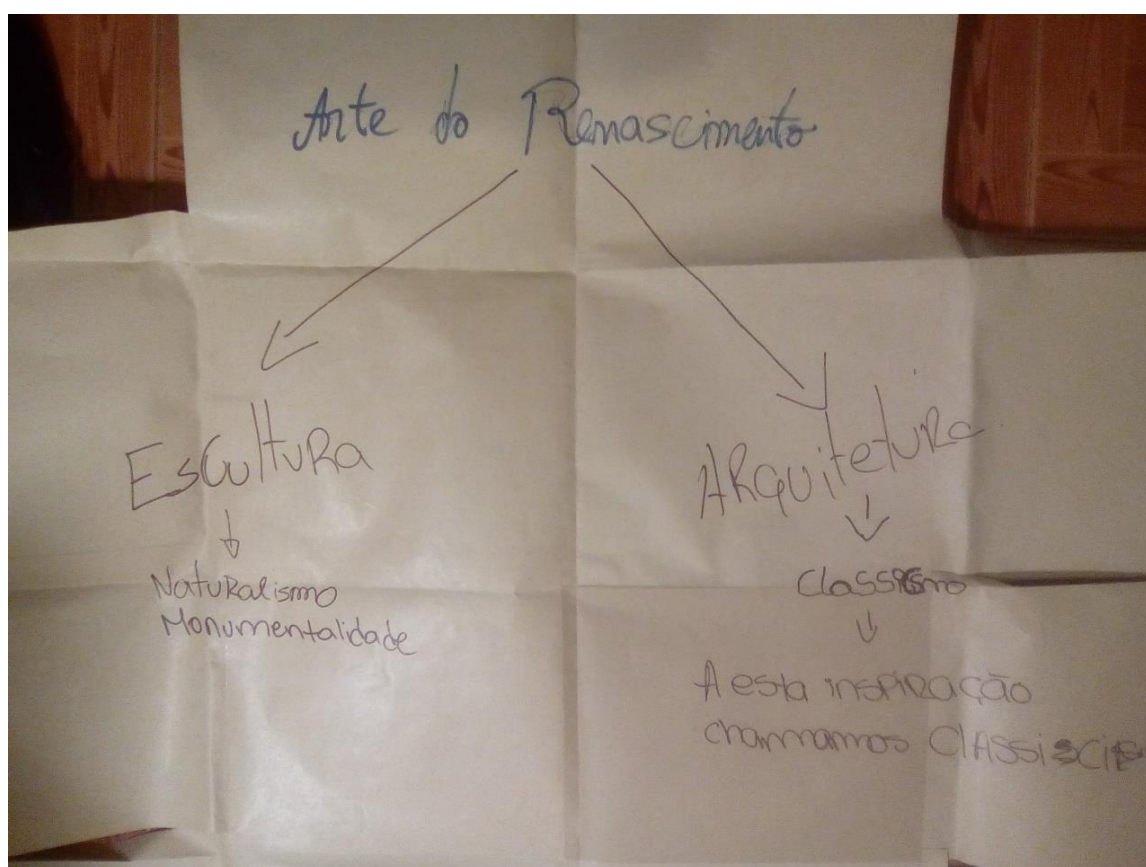 Arte do Renascimento
Escultura
Arquitetura
Naturalismo
Monumentalidade
A esta inspiração
chamamos